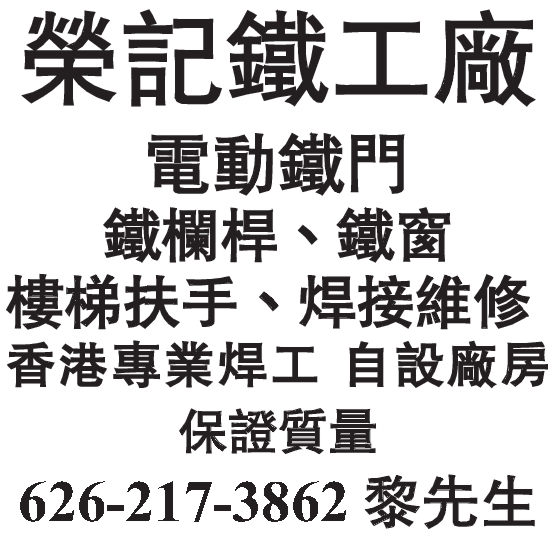 榮記鐵工廠
電動鐵門
鐵欄桿、鐵窗
樓梯扶手、焊接維修
香港專業焊工 自設廠房
保證質量
626-217-3862 黎先生